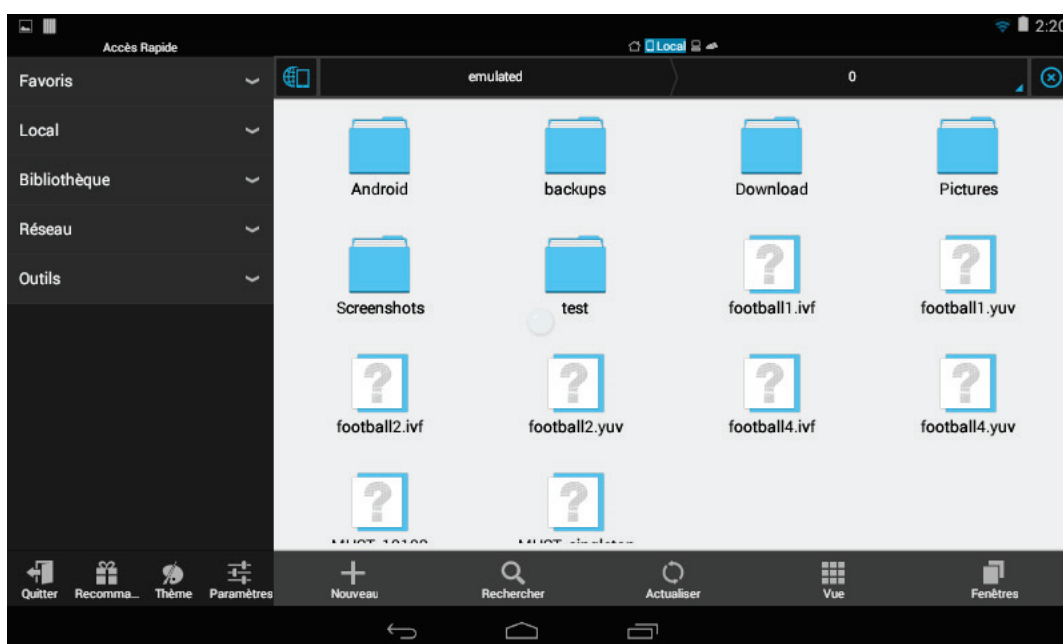 2:20
Accès Rapide
Local
Favoris
Local
Bibliothèque
Réseau
Outils
emulated
0
Android
backups
Download
Pictures
Screenshots
test
football1.ivf
football1.yuv
football2.ivf
football2.yuv
football4.ivf
football4.yuv
Quitter
Recomma...
Thème
Paramètres
Nouveau
Rechercher
Actualiser
Vue
Fenêtres